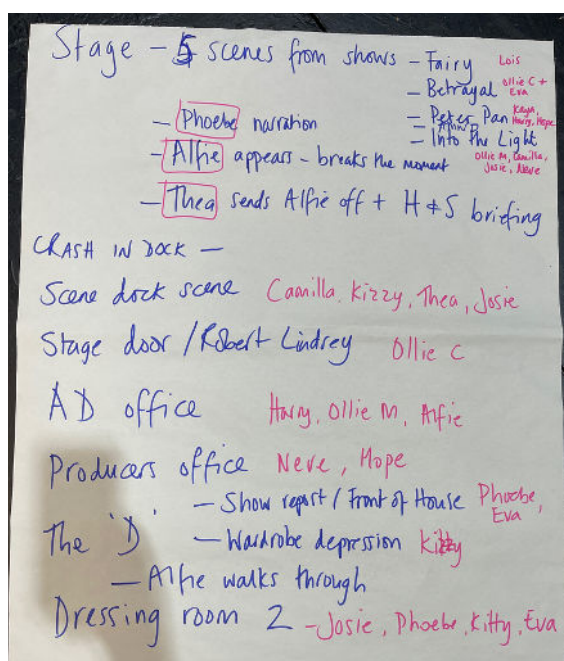 Stage – 5 scenes from shows – Fairy Lois
– Betrayal Ollie C + Eva
– Peter Pan Kaya, Harry, Hope
– Into The Light
Ollie M, Camilla, Josie, Neve
– Phoebe narration
– Alfie appears – breaks the moment
– Thea sends Alfie off + H & S briefing
CRASH IN DOCK –
Scene dock scene Camilla, Kizzy, Thea, Josie
Stage door / Robert Lindsey Ollie C
AD office Harry, Ollie M, Alfie
Producers office Neve, Hope
– Show report / Front of House Phoebe, Eva
The 'D' – Wardrobe depression
– Alfie walks through
Dressing room 2 – Josie, Phoebe, Kitty, Eva